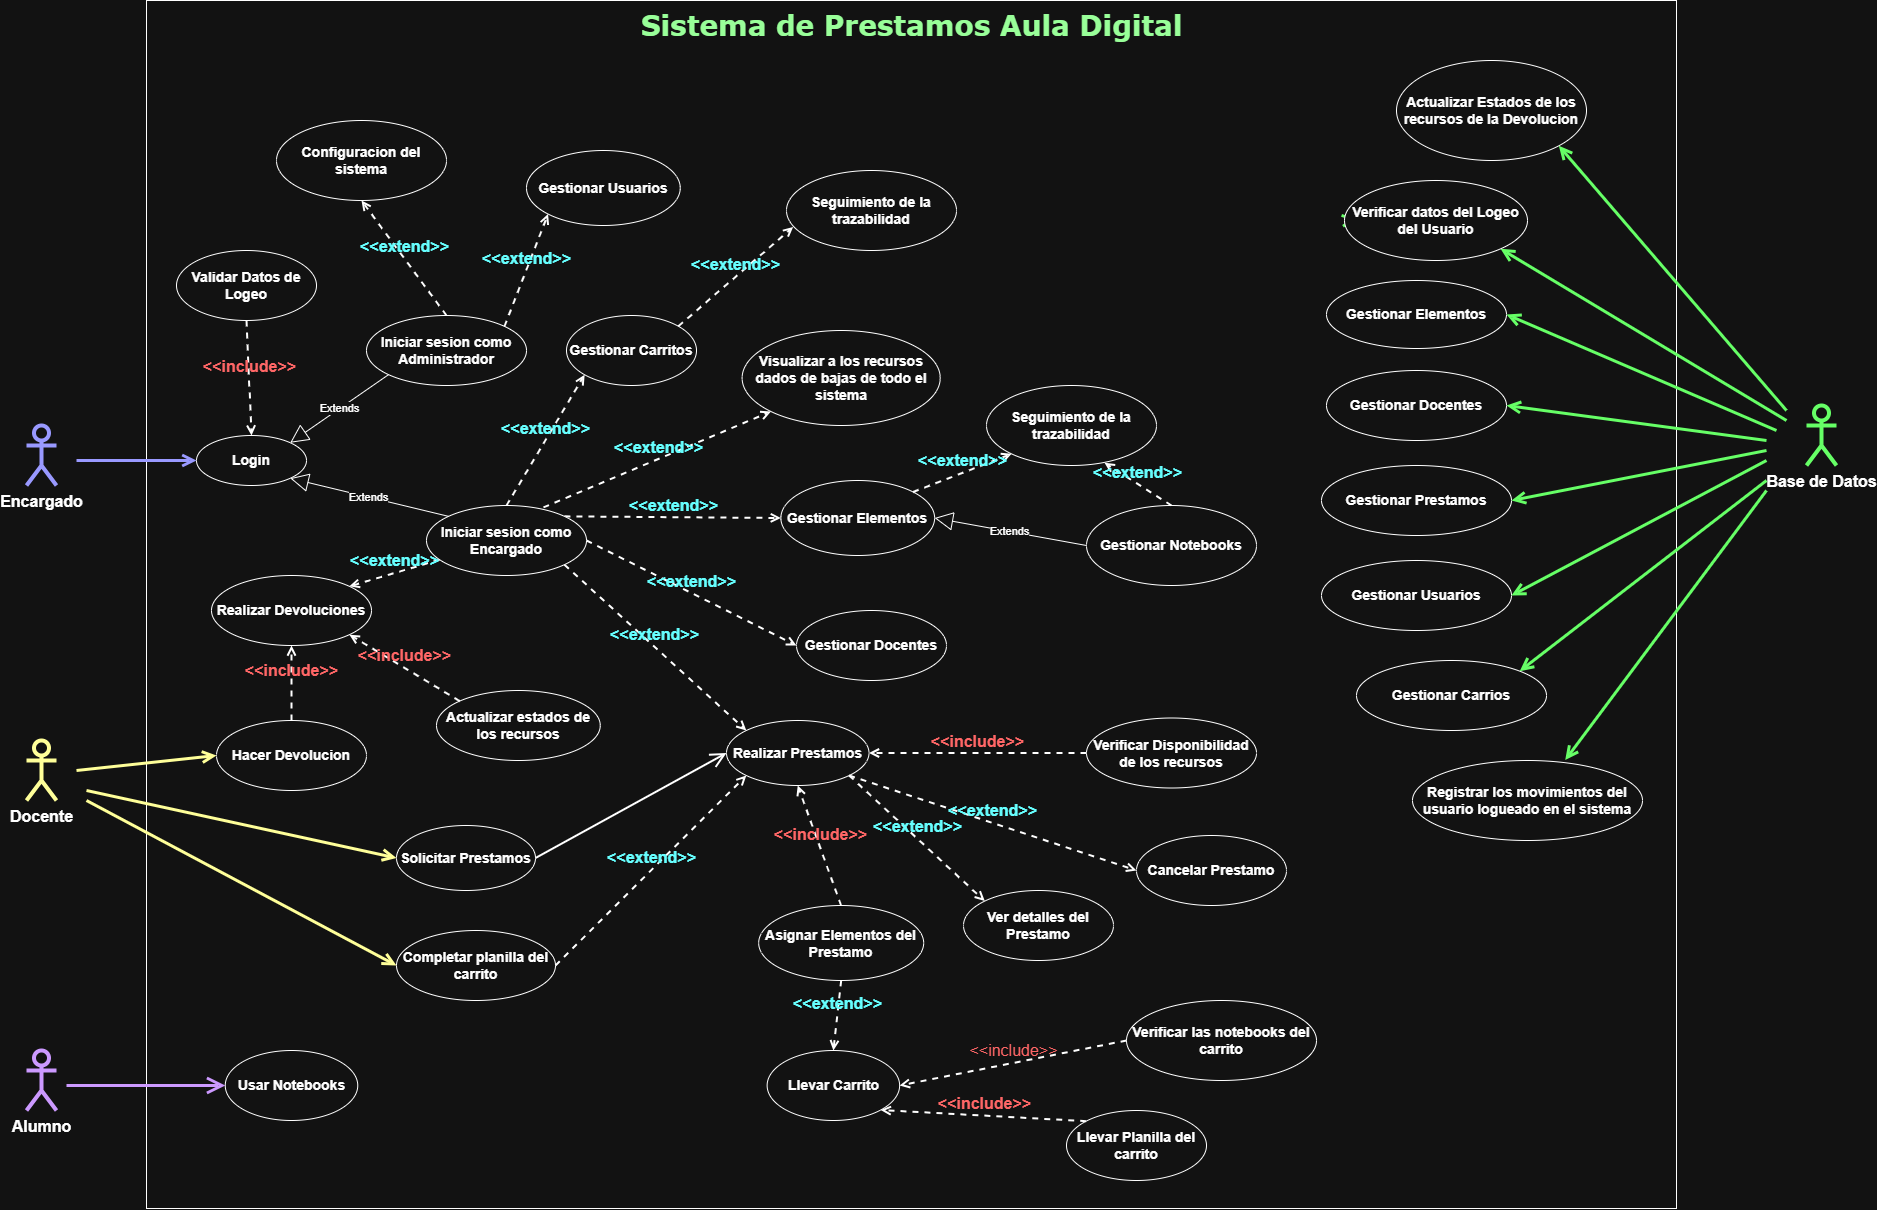 Sistema de Prestamos Aula Digital
Actualizar Estados de los
recursos de la Devolucion
Configuracion del
sistema
Gestionar Usuarios
Seguimiento de la
trazabilidad
Verificar datos del Logeo
del Usuario
<<extend>>
<<extend>>
<<extend>>
Validar Datos de
Logeo
Gestionar Elementos
Iniciar sesion como
Administrador
Gestionar Carritos
<<include>>
Visualizar a los recursos
dados de bajas de todo el
sistema
Extends
Gestionar Docentes
Seguimiento de la
trazabilidad
<<extend>>
<<extend>>
Login
<<extend>>
<<extend>>
Encargado
Base de Datos
Extends
<<extend>>
Gestionar Prestamos
Gestionar Elementos
Extends
Gestionar Notebooks
Iniciar sesion como
Encargado
<<extend>>
<<extend>>
Gestionar Usuarios
Realizar Devoluciones
<<extend>>
Gestionar Docentes
<<include>>
<<include>>
Gestionar Carrios
Actualizar estados de
los recursos
Hacer Devolucion
Realizar Prestamos
<<include>>
Verificar Disponibilidad
de los recursos
Registrar los movimientos del
usuario logueado en el sistema
Docente
<<extend>>
<<extend>>
<<include>>
Solicitar Prestamos
<<extend>>
Cancelar Prestamo
Ver detalles del
Prestamo
Asignar Elementos del
Prestamo
Completar planilla del
carrito
<<extend>>
Verificar las notebooks del
carrito
<<include>>
Usar Notebooks
Llevar Carrito
<<include>>
Alumno
Llevar Planilla del
carrito